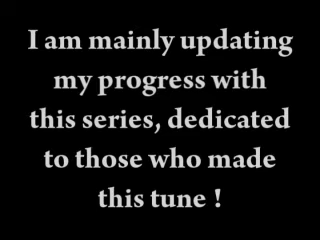 I am mainly updating
my progress with
this series, dedicated
to those who made
this tune !